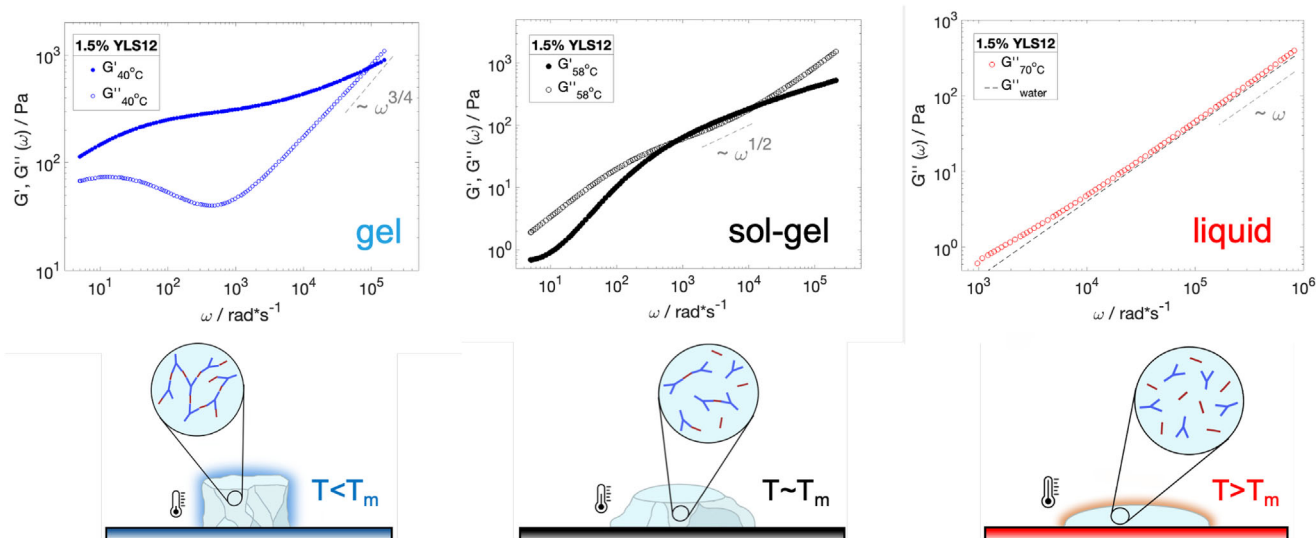 1.5% YLS12
G'40°C
G''40°C
G', G'' (ω) / Pa
10³
10²
10¹
10¹ 10² 10³ 10⁴ 10⁵
ω / rad*s⁻¹
~ ω³/⁴
gel
1.5% YLS12
G'58°C
G''58°C
G', G'' (ω) / Pa
10³
10²
10¹
10⁰
10¹ 10² 10³ 10⁴ 10⁵
ω / rad*s⁻¹
~ ω¹/²
sol-gel
1.5% YLS12
G''70°C
G''water
G'' (ω) / Pa
10³
10²
10¹
10⁰
10³ 10⁴ 10⁵ 10⁶
ω / rad*s⁻¹
~ ω
liquid
T<Tm
T~Tm
T>Tm